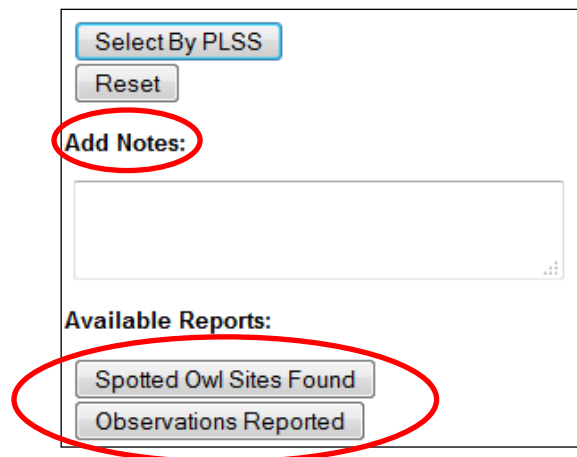 Select By PLSS
Reset
Add Notes:
Available Reports:
Spotted Owl Sites Found
Observations Reported